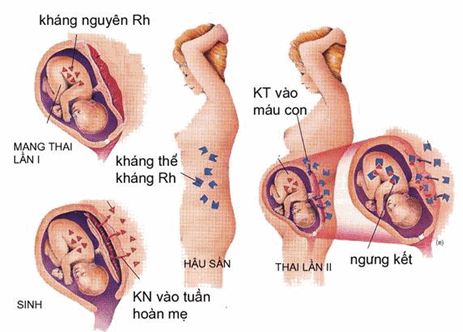 kháng nguyên Rh
MANG THAI
LẦN I
kháng thể
kháng Rh
KT vào
máu con
SINH
KN vào tuần
hoàn mẹ
HẬU SẢN
THAI LẦN II
ngưng kết
(e)